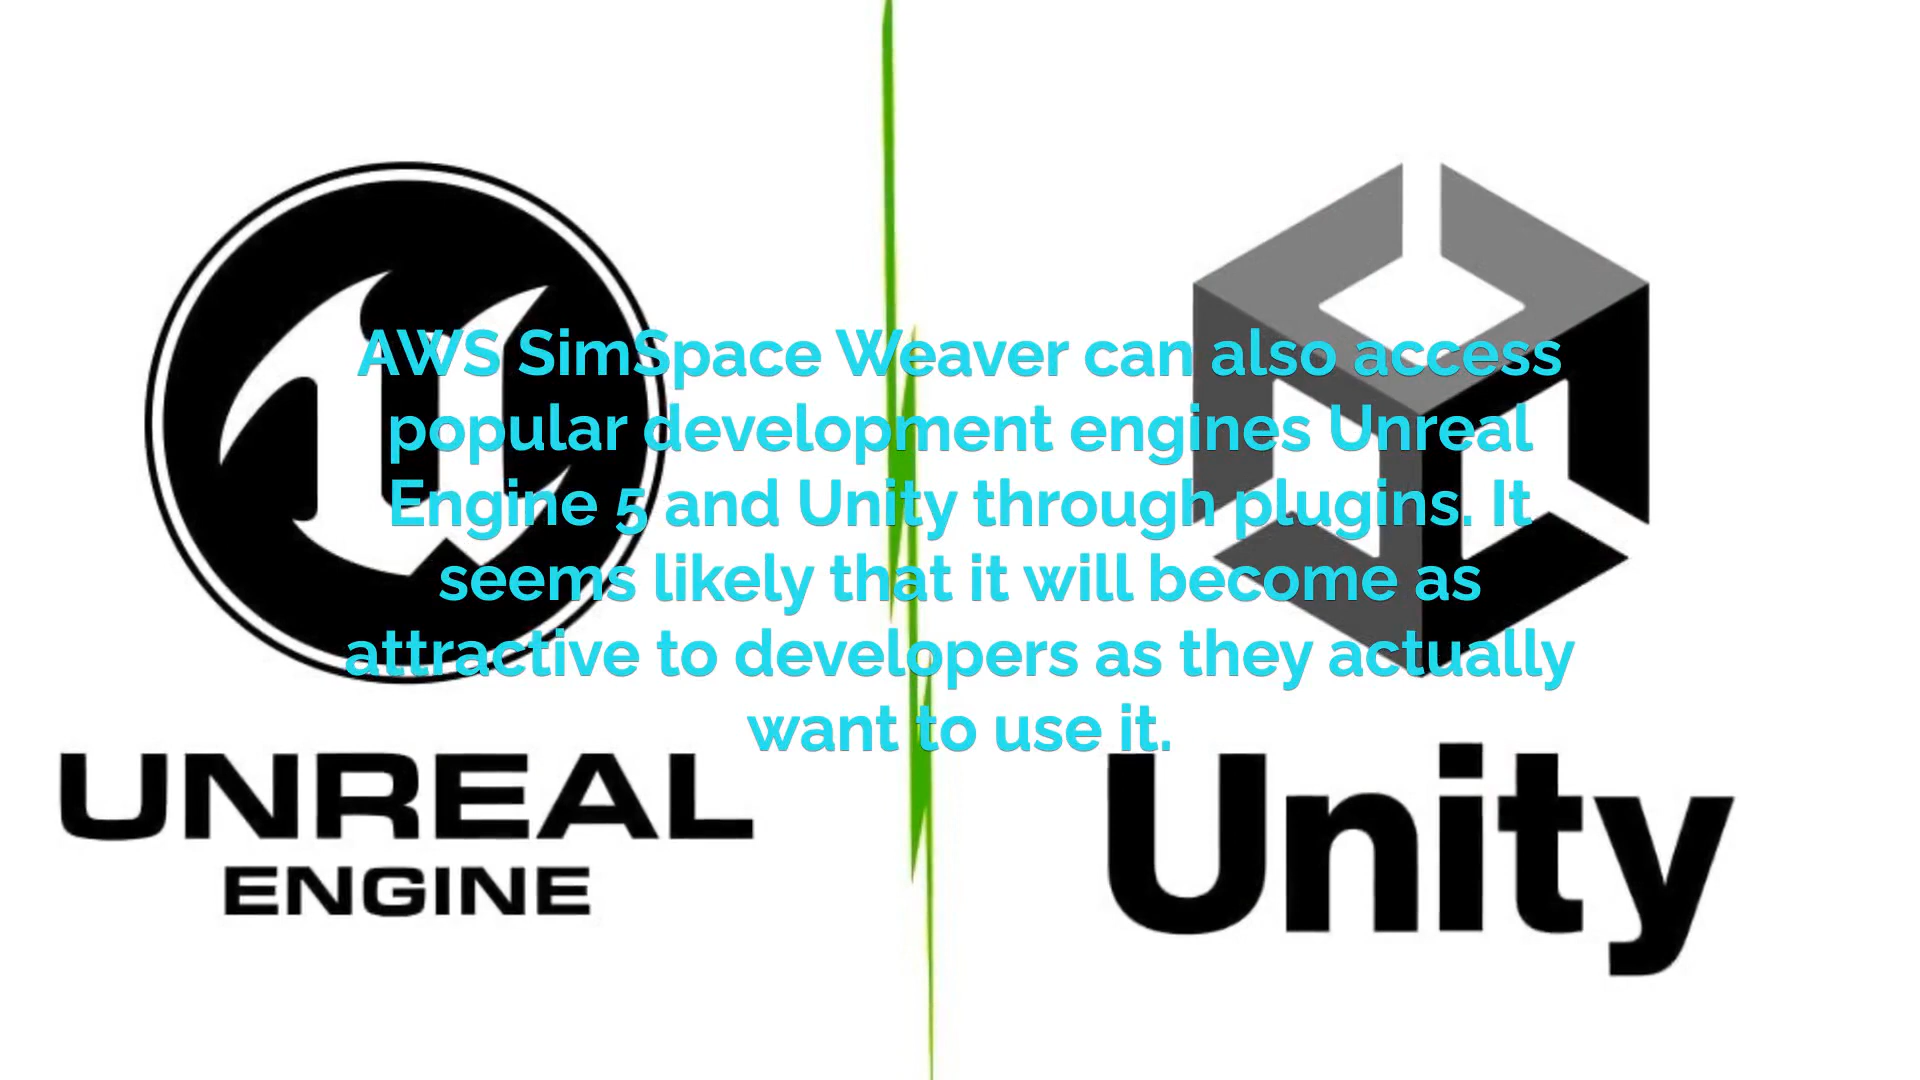 AWS SimSpace Weaver can also access
popular development engines Unreal
Engine 5 and Unity through plugins. It
seems likely that it will become as
attractive to developers as they actually
want to use it.
UNREAL
ENGINE
Unity